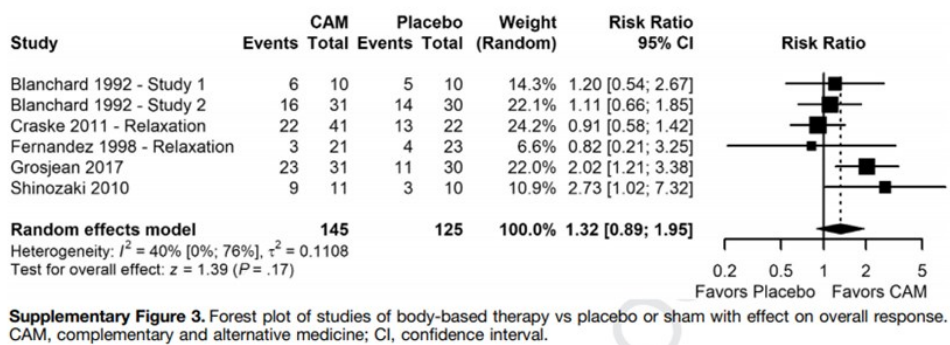 CAM Placebo Weight Risk Ratio
Study Events Total Events Total (Random) 95% CI Risk Ratio
Blanchard 1992 - Study 1 6 10 5 10 14.3% 1.20 [0.54; 2.67]
Blanchard 1992 - Study 2 16 31 14 30 22.1% 1.11 [0.66; 1.85]
Craske 2011 - Relaxation 22 41 13 22 24.2% 0.91 [0.58; 1.42]
Fernandez 1998 - Relaxation 3 21 4 23 6.6% 0.82 [0.21; 3.25]
Grosjean 2017 23 31 11 30 22.0% 2.02 [1.21; 3.38]
Shinozaki 2010 9 11 3 10 10.9% 2.73 [1.02; 7.32]
Random effects model 145 125 100.0% 1.32 [0.89; 1.95]
Heterogeneity: I² = 40% [0%; 76%], τ² = 0.1108
Test for overall effect: z = 1.39 (P = .17)
0.2 0.5 1 2 5
Favors Placebo Favors CAM
Supplementary Figure 3. Forest plot of studies of body-based therapy vs placebo or sham with effect on overall response.
CAM, complementary and alternative medicine; CI, confidence interval.